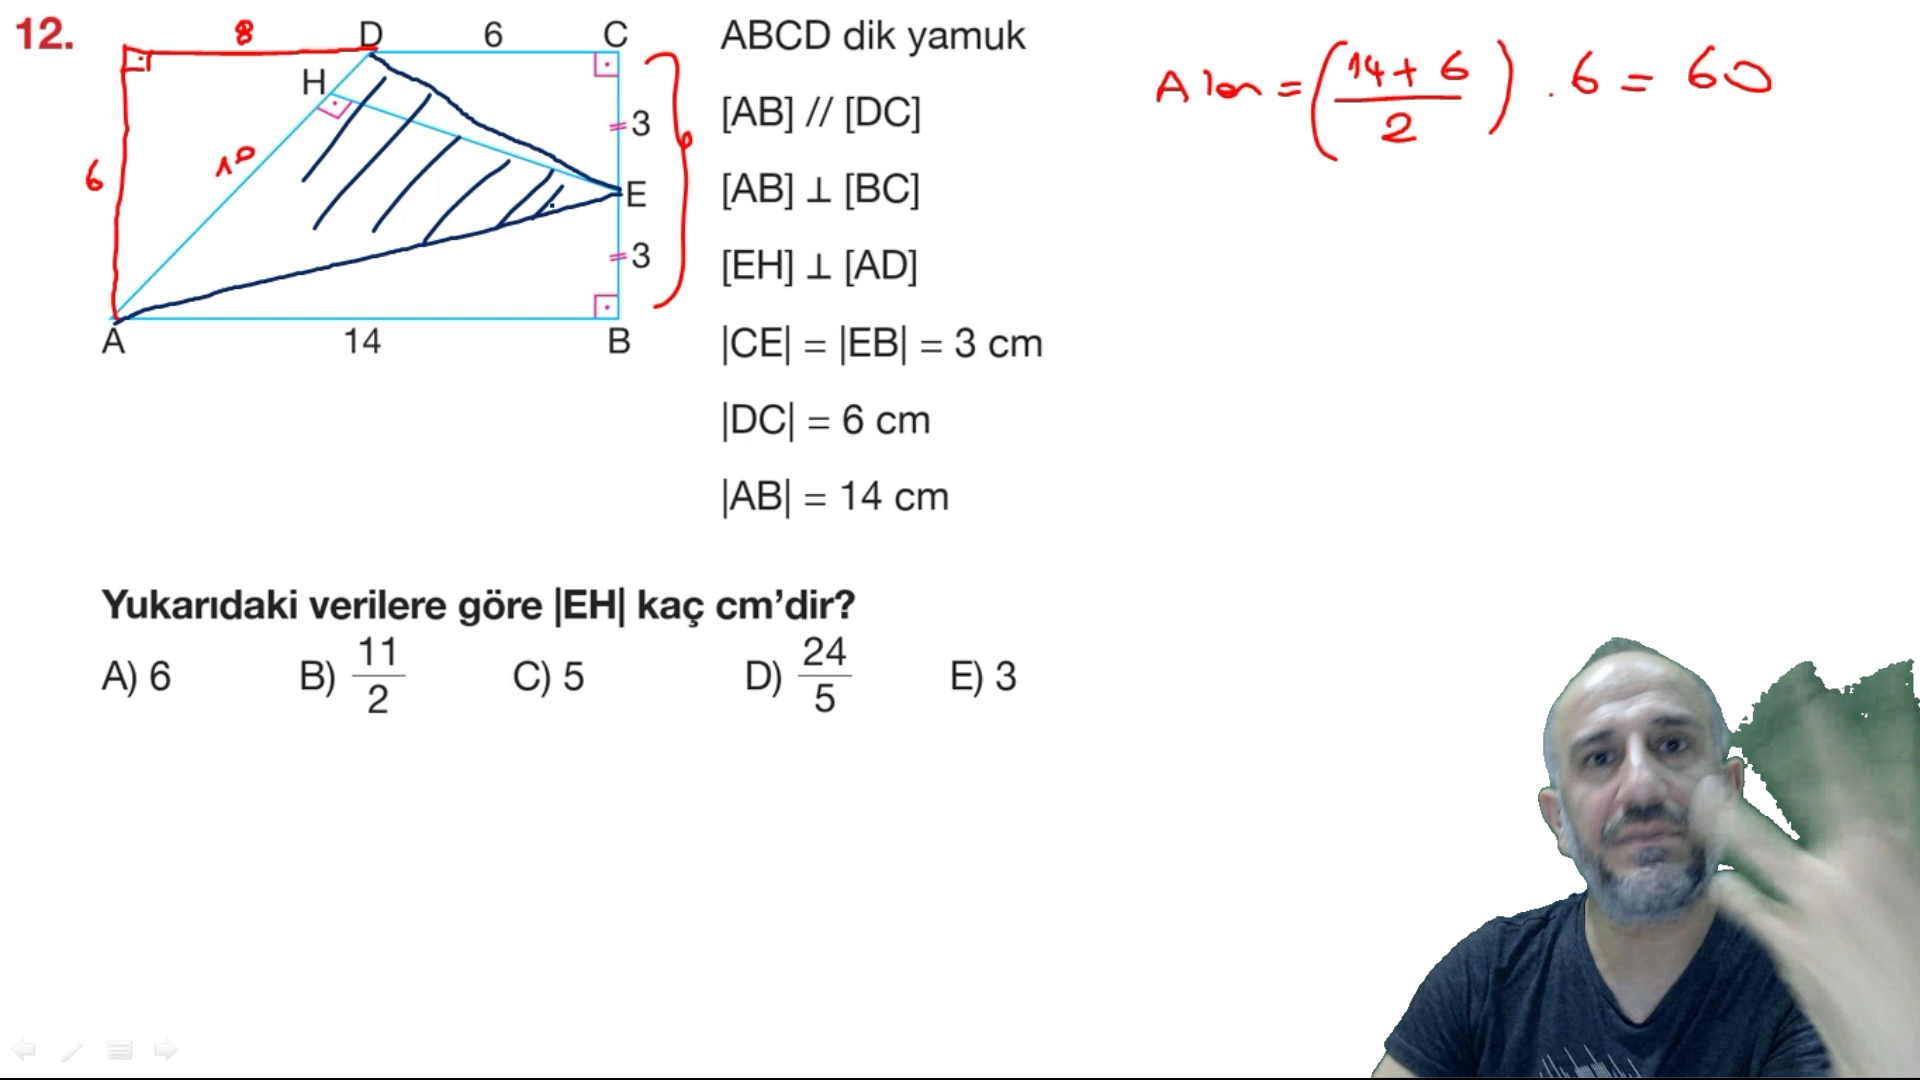 12.
8
D
6
C
H
3
10
6
6
E
3
A
14
B
ABCD dik yamuk
[AB] // [DC]
[AB] ⊥ [BC]
[EH] ⊥ [AD]
|CE| = |EB| = 3 cm
|DC| = 6 cm
|AB| = 14 cm
Alan = (14 + 6 / 2) . 6 = 60
Yukarıdaki verilere göre |EH| kaç cm'dir?
A) 6 B) 11/2 C) 5 D) 24/5 E) 3